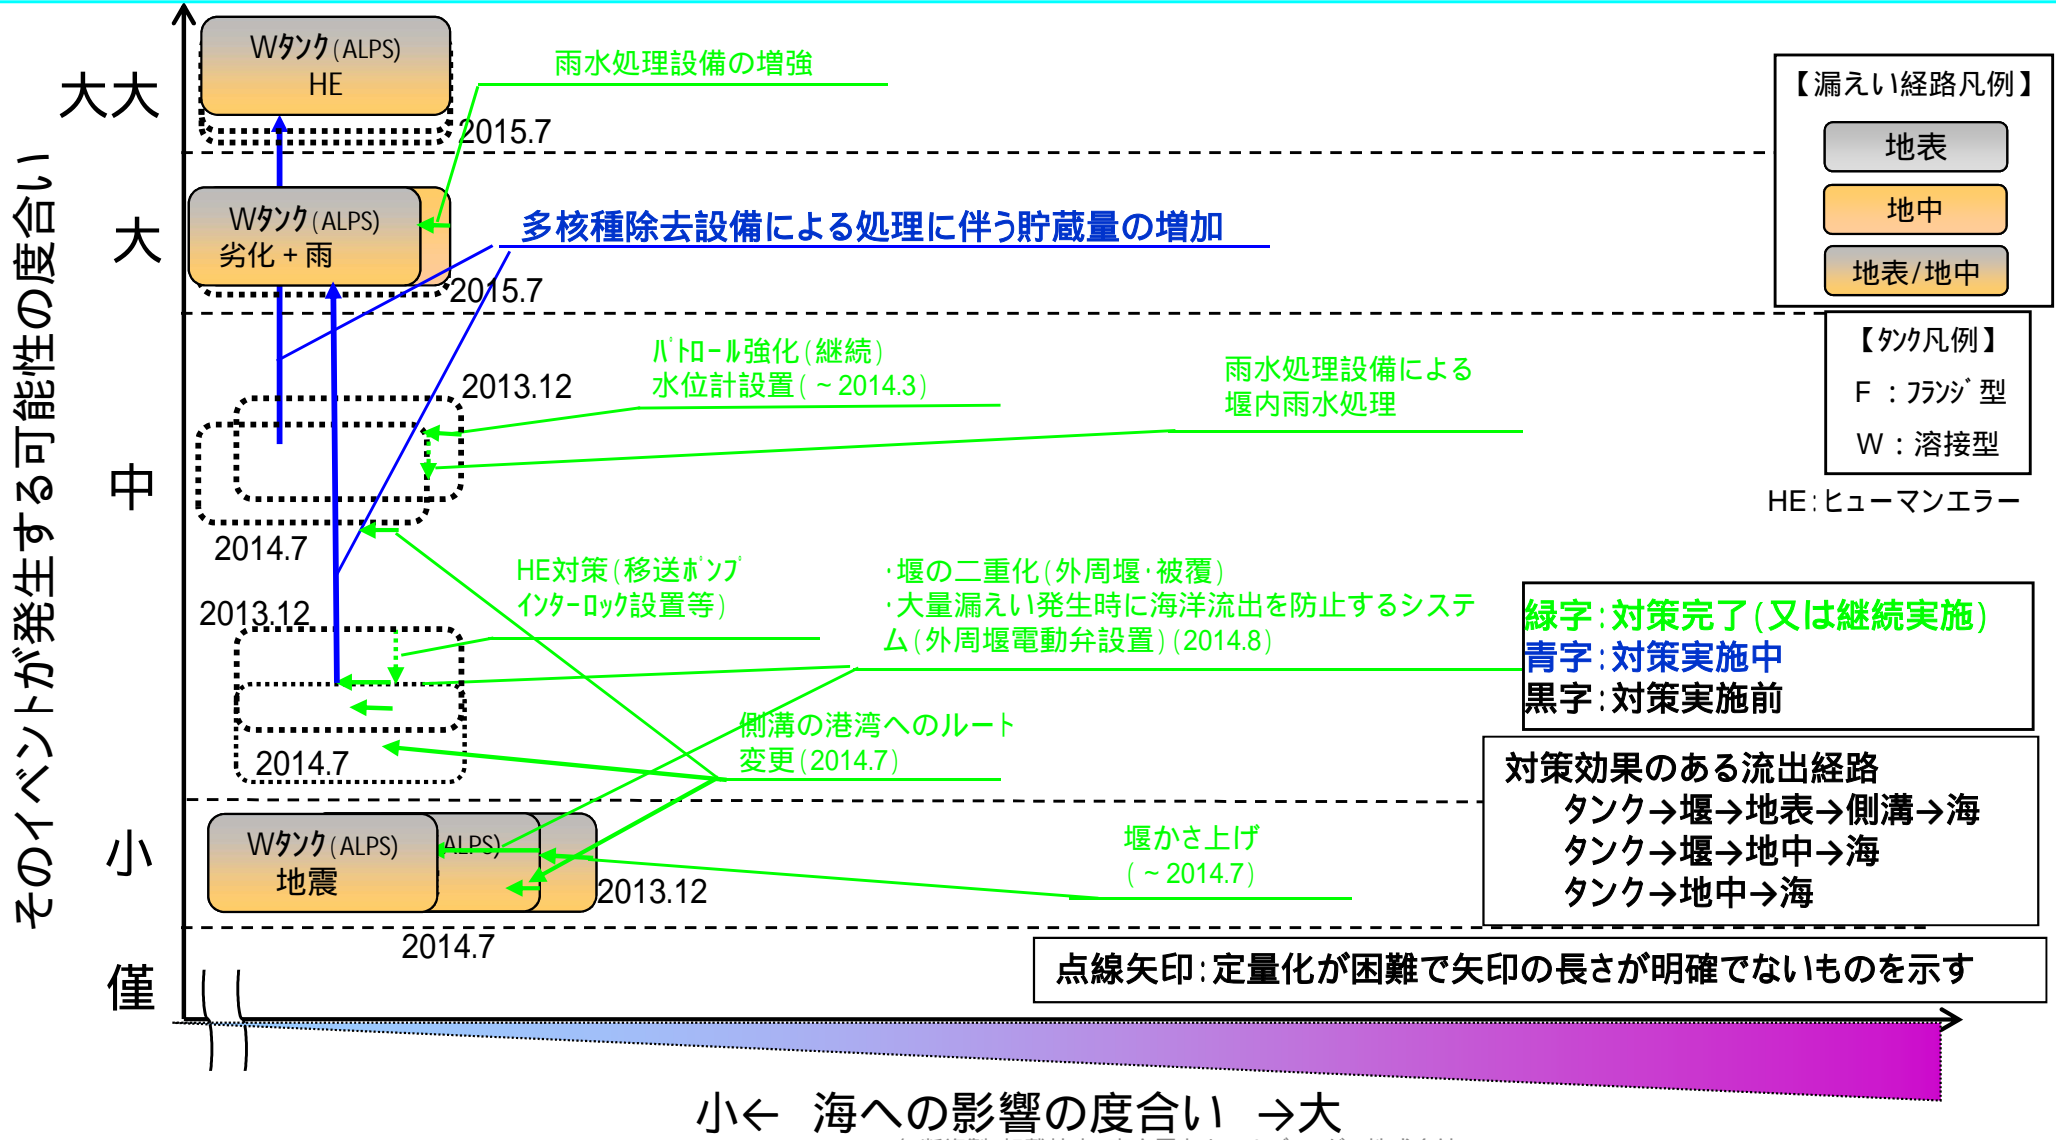 Wﾀﾝｸ(ALPS)
HE
大大
2015.7
雨水処理設備の増強
【漏えい経路凡例】
地表
地中
地表/地中
そのイベントが発生する可能性の度合い
大
Wﾀﾝｸ(ALPS)
劣化+雨
2015.7
多核種除去設備による処理に伴う貯蔵量の増加
【ﾀﾝｸ凡例】
F:ﾌﾗﾝｼﾞ型
W:溶接型
HE:ヒューマンエラー
中
2013.12
ﾊﾟﾄﾛｰﾙ強化(継続)
水位計設置(~2014.3)
雨水処理設備による
堰内雨水処理
2014.7
2013.12
HE対策(移送ﾎﾟﾝﾌﾟ
ｲﾝﾀｰﾛｯｸ設置等)
・堰の二重化(外周堰・被覆)
・大量漏えい発生時に海洋流出を防止するシステ
ム(外周堰電動弁設置)(2014.8)
緑字:対策完了(又は継続実施)
青字:対策実施中
黒字:対策実施前
2014.7
側溝の港湾へのルート
変更(2014.7)
対策効果のある流出経路
タンク→堰→地表→側溝→海
タンク→堰→地中→海
タンク→地中→海
小
Wﾀﾝｸ(ALPS)
地震
ALPS)
2013.12
堰かさ上げ
(~2014.7)
2014.7
僅
点線矢印:定量化が困難で矢印の長さが明確でないものを示す
小← 海への影響の度合い →大